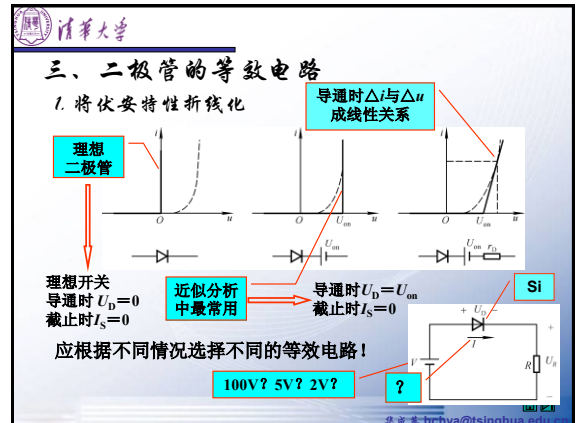 清华大学
三、二极管的等效电路
1. 将伏安特性折线化
导通时△i与△u
成线性关系
理想
二极管
i
i
i
O
u
O
Uon
u
O
Uon
u
Uon
Uon
rD
理想开关
导通时 UD=0
截止时IS=0
近似分析
中最常用
导通时UD=Uon
截止时IS=0
Si
应根据不同情况选择不同的等效电路！
100V？5V？2V？
？
+ UD −
I
V
R
+
UR
−
hchya@tsinghua.edu.cn